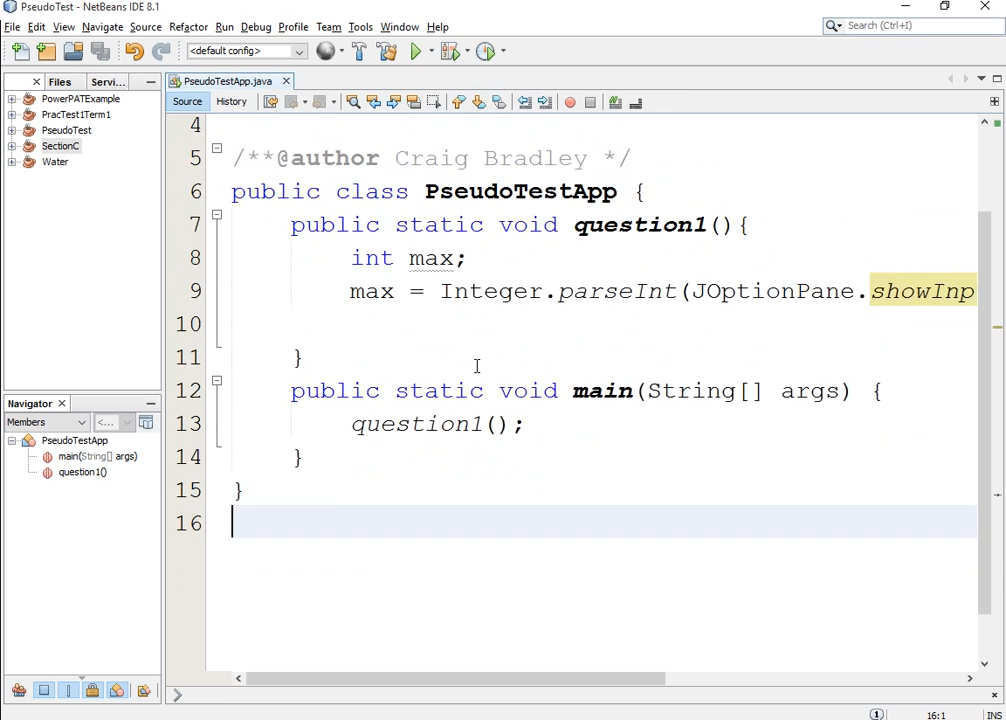 PseudoTest - NetBeans IDE 8.1
File Edit View Navigate Source Refactor Run Debug Profile Team Tools Window Help
Search (Ctrl+I)
<default config>
Files Servi... PseudoTestApp.java
Source History
PowerPATExample
PracTest1Term1
PseudoTest
SectionC
Water
4
5 /**@author Craig Bradley */
6 public class PseudoTestApp {
7 public static void question1(){
8 int max;
9 max = Integer.parseInt(JOptionPane.showInp
10
11 }
12 public static void main(String[] args) {
13 question1();
14 }
15 }
16
Navigator
Members <...
PseudoTestApp
main(String[] args)
question1()
1 16:1 INS